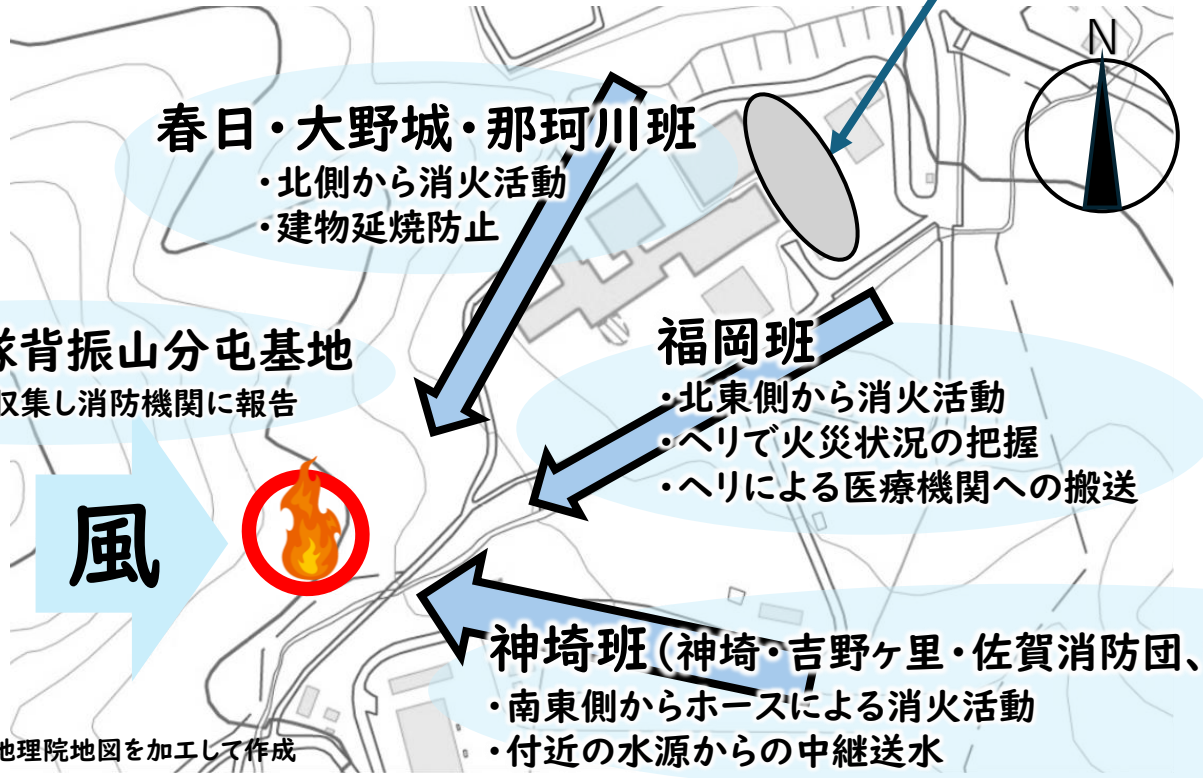 N
春日・大野城・那珂川班
・北側から消火活動
・建物延焼防止
背振山分屯基地
収集し消防機関に報告
福岡班
・北東側から消火活動
・ヘリで火災状況の把握
・ヘリによる医療機関への搬送
風
神埼班(神埼・吉野ヶ里・佐賀消防団、
・南東側からホースによる消火活動
・付近の水源からの中継送水
地理院地図を加工して作成